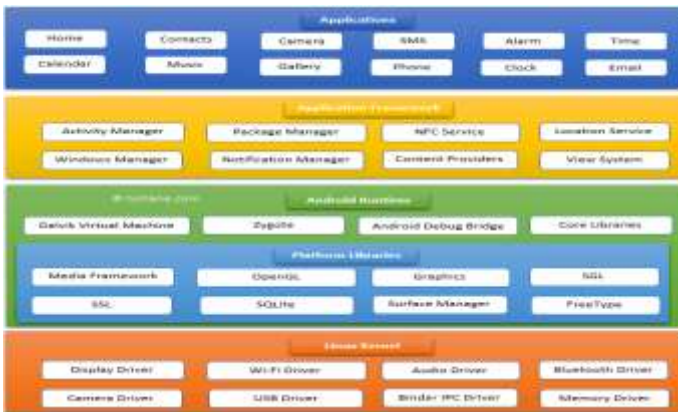 Applications
Home Contacts Camera SMS Alarm Time
Calendar Music Gallery Phone Clock Email
Application Framework
Activity Manager Package Manager NFC Service Location Service
Windows Manager Notification Manager Content Providers View System
Android Runtime
Dalvik Virtual Machine Zygote Android Debug Bridge Core Libraries
Platform Libraries
Media Framework OpenGL Graphics SGL
SSL SQLite Surface Manager FreeType
Linux Kernel
Display Driver Wi-Fi Driver Audio Driver Bluetooth Driver
Camera Driver USB Driver Binder IPC Driver Memory Driver